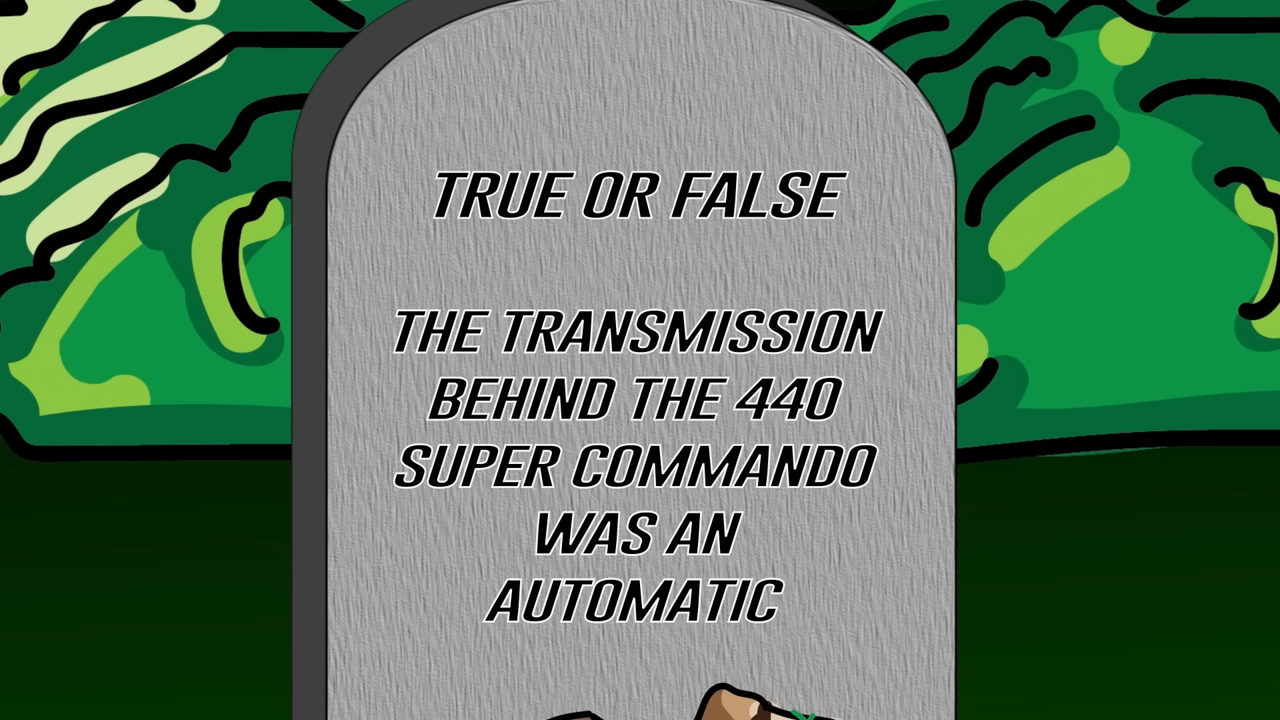 TRUE OR FALSE
THE TRANSMISSION
BEHIND THE 440
SUPER COMMANDO
WAS AN
AUTOMATIC